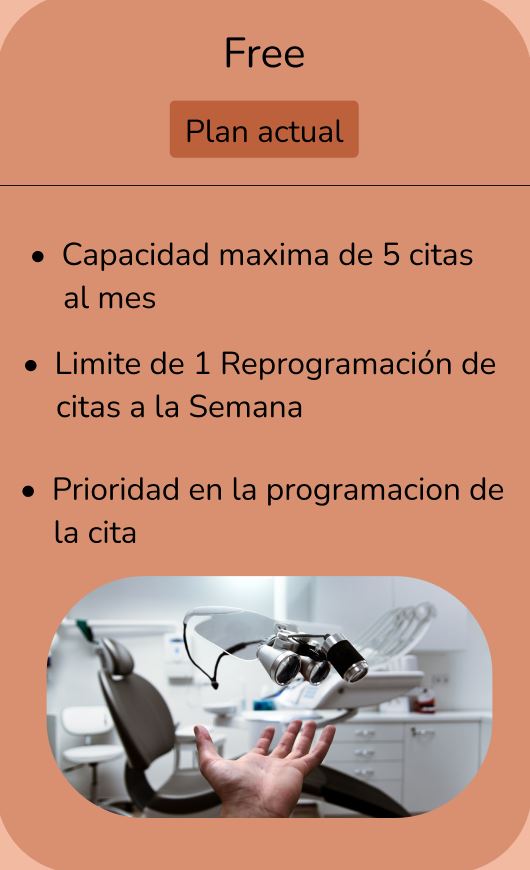 Free
Plan actual
• Capacidad maxima de 5 citas
al mes
• Limite de 1 Reprogramación de
citas a la Semana
• Prioridad en la programacion de
la cita